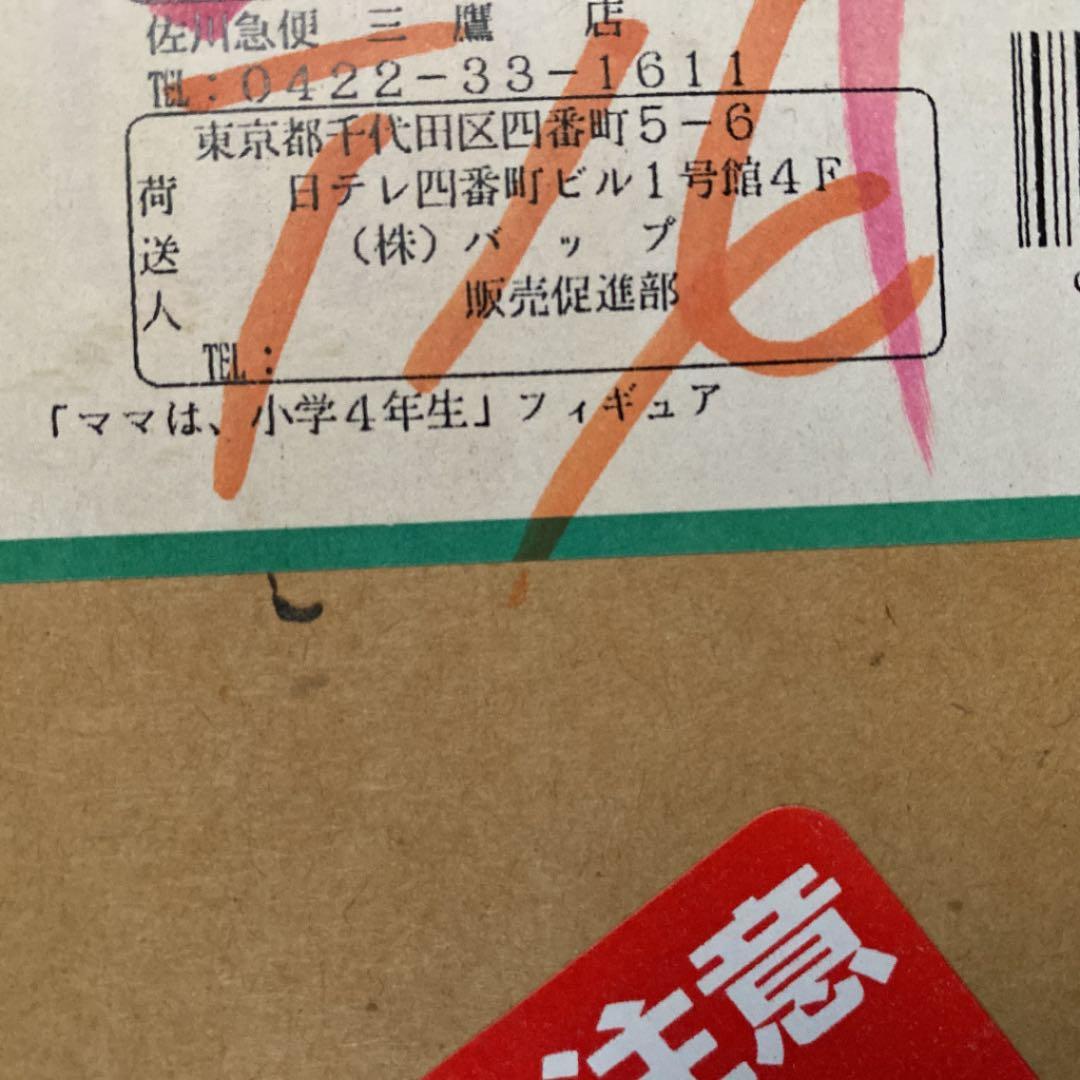 佐川急便 三鷹 店
TEL:0422-33-1611
荷送人
東京都千代田区四番町5-6
日テレ四番町ビル1号館4F
(株)バップ
販売促進部
TEL:
「ママは、小学4年生」フィギュア
注意